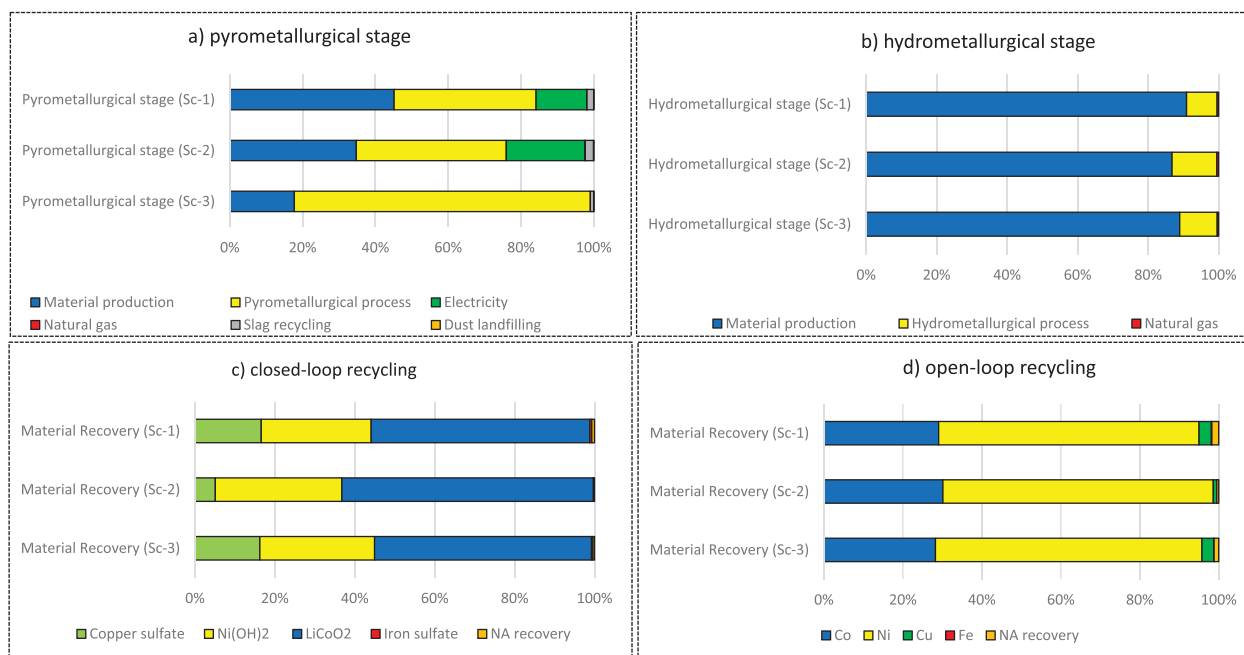 a) pyrometallurgical stage
Pyrometallurgical stage (Sc-1)
Pyrometallurgical stage (Sc-2)
Pyrometallurgical stage (Sc-3)
0% 20% 40% 60% 80% 100%
Material production Pyrometallurgical process Electricity
Natural gas Slag recycling Dust landfilling
b) hydrometallurgical stage
Hydrometallurgical stage (Sc-1)
Hydrometallurgical stage (Sc-2)
Hydrometallurgical stage (Sc-3)
0% 20% 40% 60% 80% 100%
Material production Hydrometallurgical process Natural gas
c) closed-loop recycling
Material Recovery (Sc-1)
Material Recovery (Sc-2)
Material Recovery (Sc-3)
0% 20% 40% 60% 80% 100%
Copper sulfate Ni(OH)2 LiCoO2 Iron sulfate NA recovery
d) open-loop recycling
Material Recovery (Sc-1)
Material Recovery (Sc-2)
Material Recovery (Sc-3)
0% 20% 40% 60% 80% 100%
Co Ni Cu Fe NA recovery